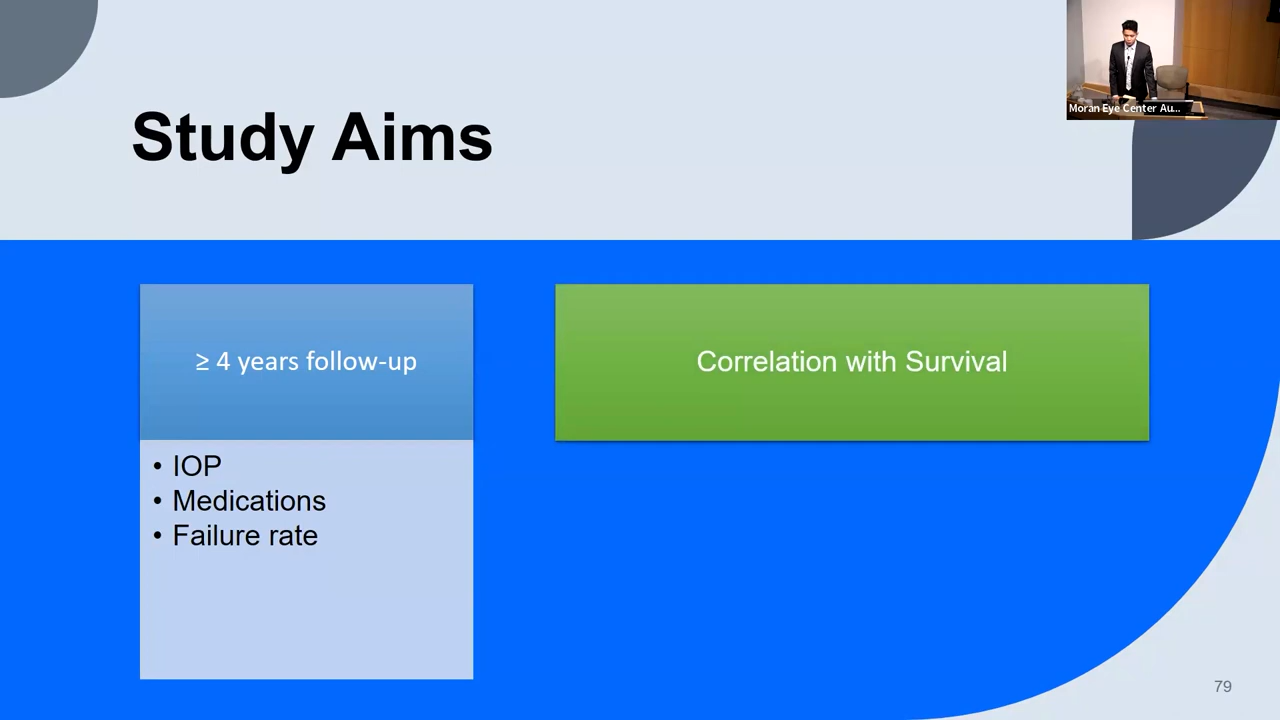 Moran Eye Center Au...
Study Aims
≥ 4 years follow-up
• IOP
• Medications
• Failure rate
Correlation with Survival
79